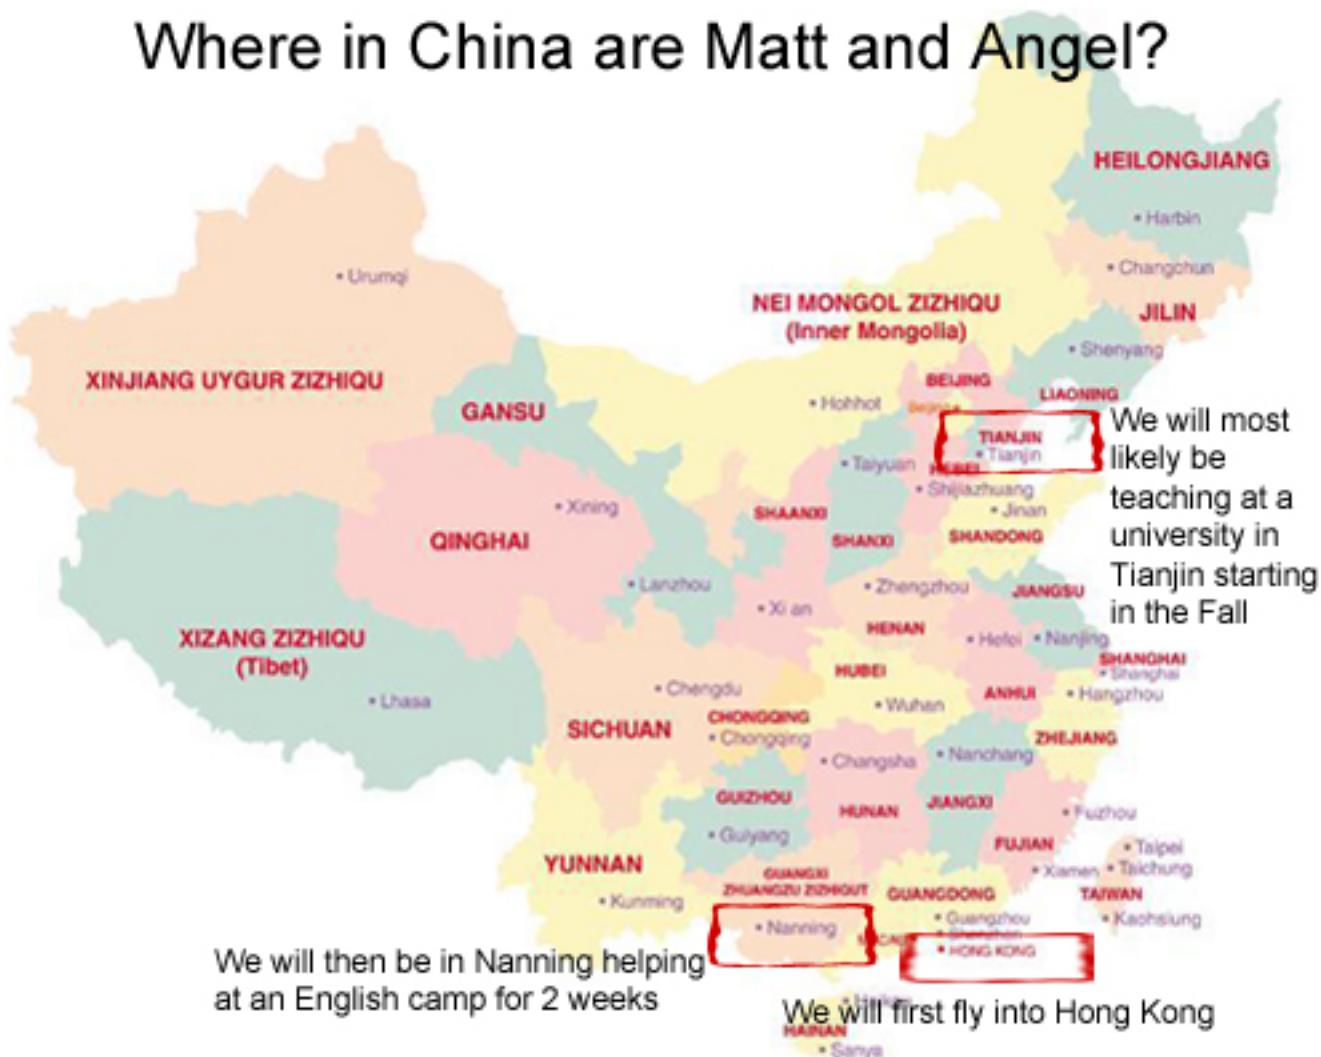 Where in China are Matt and Angel?
HEILONGJIANG
Harbin
Changchun
JILIN
NEI MONGOL ZIZHIQU
(Inner Mongolia)
Urumqi
Shenyang
XINJIANG UYGUR ZIZHIQU
BEIJING
LIAONING
GANSU
Hohhot
Beijing
We will most
likely be
teaching at a
university in
Tianjin starting
in the Fall
TIANJIN
Tianjin
Taiyuan
HEBEI
Shijiazhuang
Xining
Jinan
SHAANXI
SHANXI
SHANDONG
QINGHAI
Lanzhou
Zhengzhou
JIANGSU
Xi an
HENAN
Hefei
Nanjing
XIZANG ZIZHIQU
(Tibet)
SHANGHAI
Shanghai
HUBEI
Lhasa
Chengdu
Wuhan
ANHUI
Hangzhou
SICHUAN
CHONGQING
Chongqing
ZHEJIANG
Changsha
Nanchang
GUIZHOU
HUNAN
JIANGXI
Fuzhou
Guiyang
FUJIAN
Taipei
YUNNAN
GUANGXI
ZHUANGZU ZIZHIQUT
Xiamen
Taichung
Kunming
GUANGDONG
TAIWAN
Guangzhou
Kaohsiung
Nanning
Shenzhen
MACAU
HONG KONG
We will then be in Nanning helping
at an English camp for 2 weeks
We will first fly into Hong Kong
HAINAN
Sanya